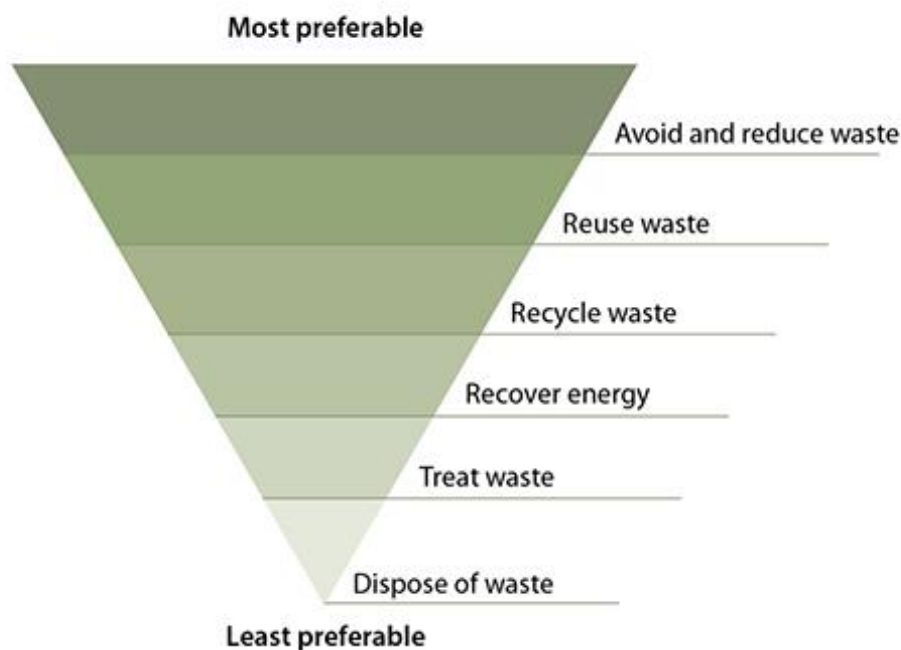 Most preferable
Avoid and reduce waste
Reuse waste
Recycle waste
Recover energy
Treat waste
Dispose of waste
Least preferable